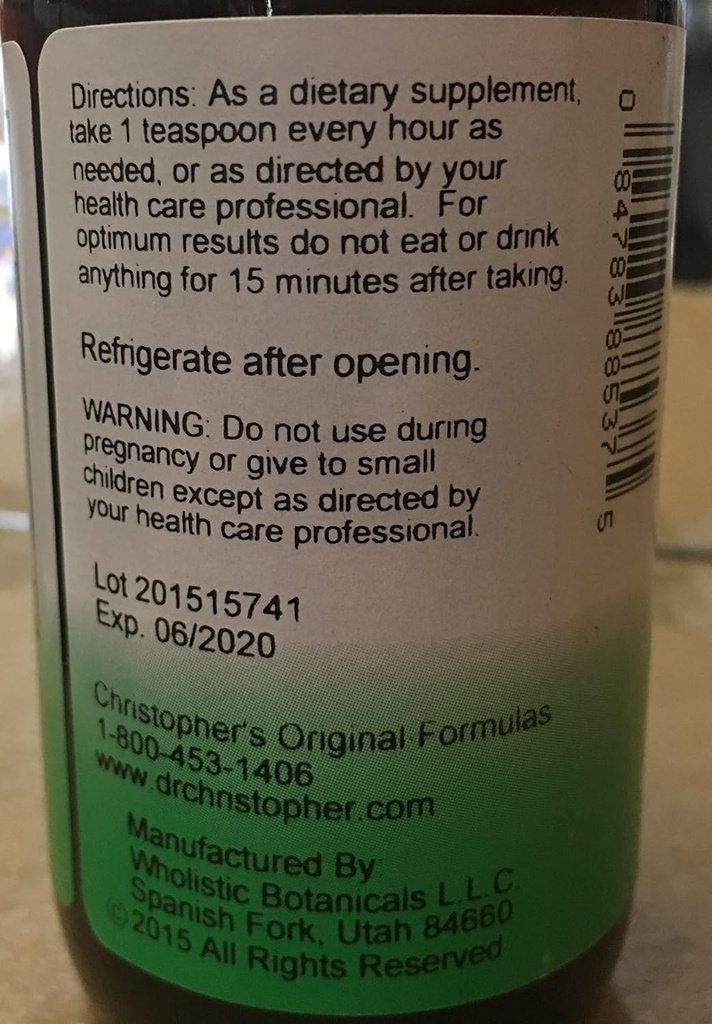 Directions: As a dietary supplement,
take 1 teaspoon every hour as
needed, or as directed by your
health care professional. For
optimum results do not eat or drink
anything for 15 minutes after taking.
Refrigerate after opening.
WARNING: Do not use during
pregnancy or give to small
children except as directed by
your health care professional.
Lot 201515741
Exp. 06/2020
Christopher's Original Formulas
1-800-453-1406
www.drchristopher.com
Manufactured By:
Wholistic Botanicals L.L.C.
Spanish Fork, Utah 84660
©2015 All Rights Reserved
0 84783 88537 5